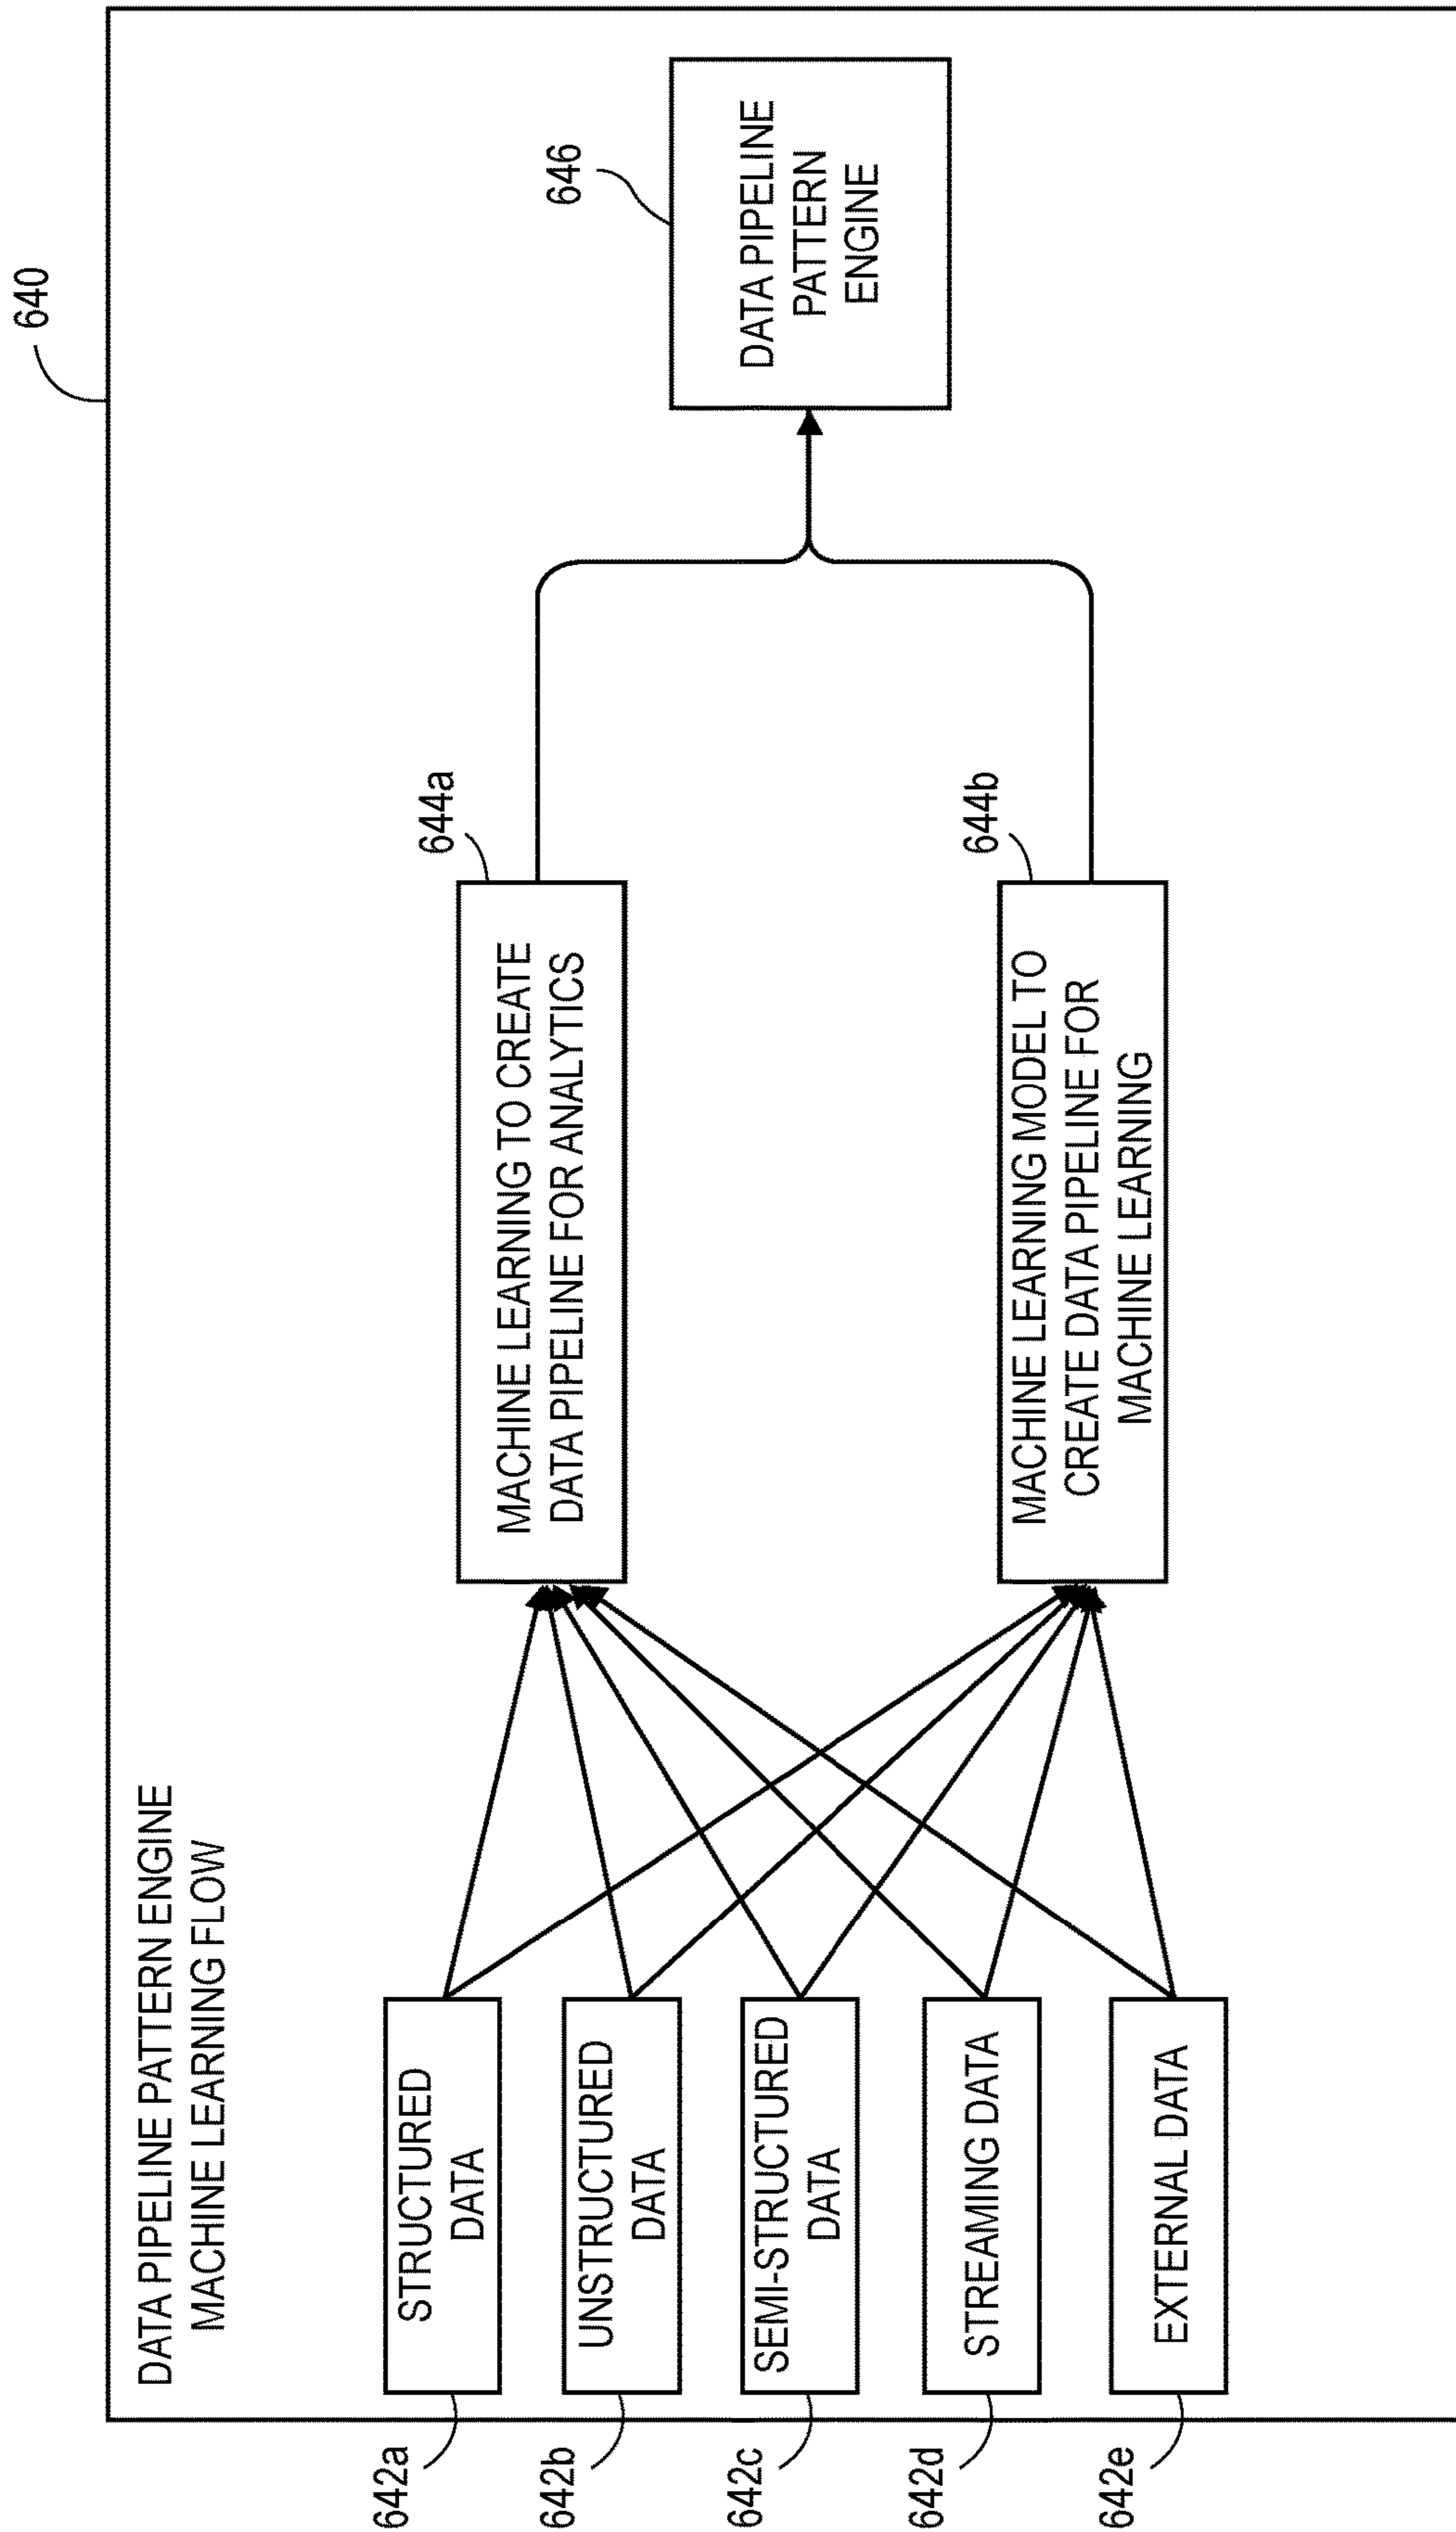 640
DATA PIPELINE PATTERN ENGINE
MACHINE LEARNING FLOW
642a
STRUCTURED
DATA
642b
UNSTRUCTURED
DATA
642c
SEMI-STRUCTURED
DATA
642d
STREAMING DATA
642e
EXTERNAL DATA
644a
MACHINE LEARNING TO CREATE
DATA PIPELINE FOR ANALYTICS
644b
MACHINE LEARNING MODEL TO
CREATE DATA PIPELINE FOR
MACHINE LEARNING
646
DATA PIPELINE
PATTERN
ENGINE